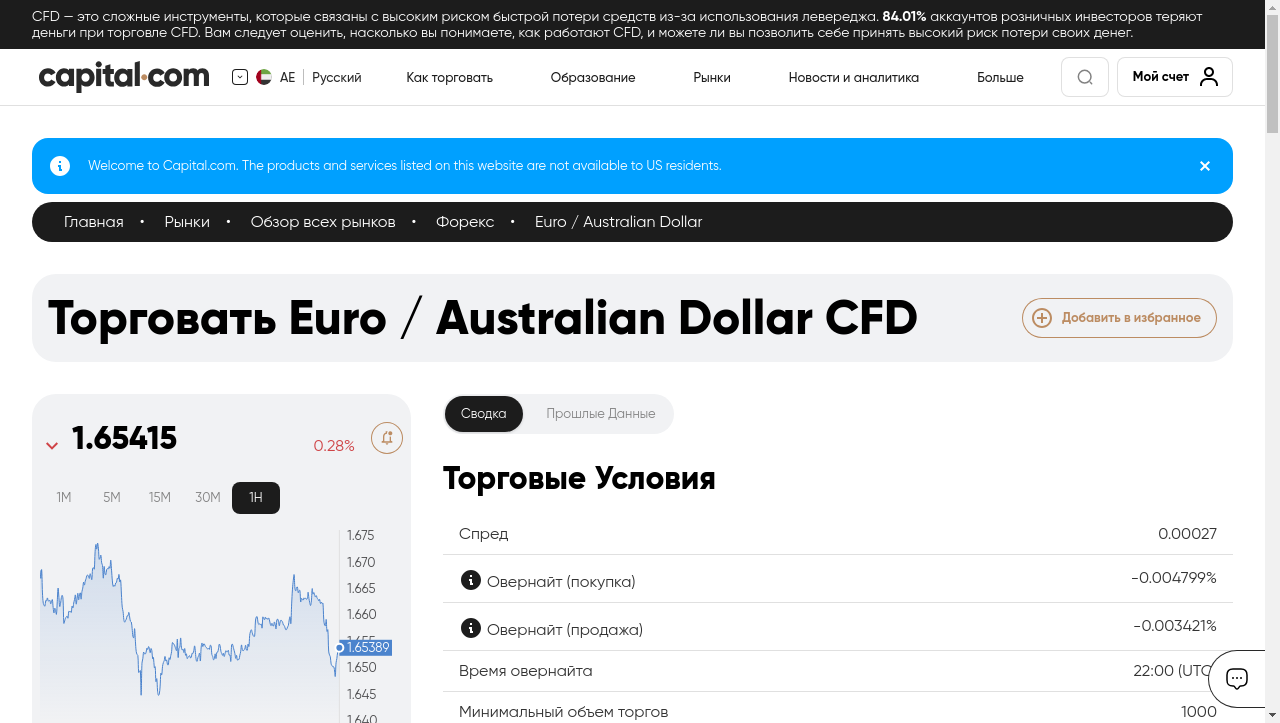 CFD — это сложные инструменты, которые связаны с высоким риском быстрой потери средств из-за использования левереджа. 84.01% аккаунтов розничных инвесторов теряют
деньги при торговле CFD. Вам следует оценить, насколько вы понимаете, как работают CFD, и можете ли вы позволить себе принять высокий риск потери своих денег.
capital.com AE Русский Как торговать Образование Рынки Новости и аналитика Больше Мой счет
Welcome to Capital.com. The products and services listed on this website are not available to US residents.
Главная • Рынки • Обзор всех рынков • Форекс • Euro / Australian Dollar
Торговать Euro / Australian Dollar CFD
Добавить в избранное
1.65415 0.28%
1M 5M 15M 30M 1H
1.675
1.670
1.665
1.660
1.655
1.65389
1.650
1.645
1.640
Сводка Прошлые Данные
Торговые Условия
Спред 0.00027
Овернайт (покупка) -0.004799%
Овернайт (продажа) -0.003421%
Время овернайта 22:00 (UTC
Минимальный объем торгов 1000